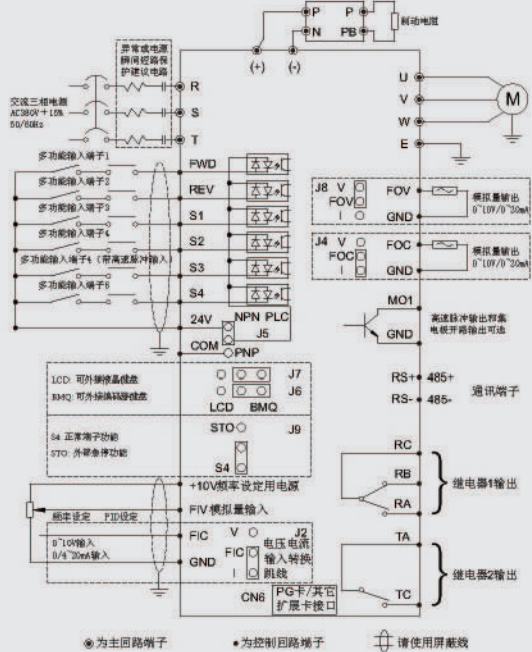 P P
N PB
制动电阻
(+) (-)
异常或电源
瞬间短路保
护建议电路
交流三相电源
AC380V+15%
50/60Hz
R
S
T
U
V
W
E
M
多功能输入端子1
多功能输入端子2
多功能输入端子3
多功能输入端子4
多功能输入端子4（带高速脉冲输入）
多功能输入端子6
FWD
REV
S1
S2
S3
S4
24V
COM
NPN PLC
J5
PNP
J8 V
FOV
I
FOV
GND
模拟量输出
0~10V/0~20mA
J4 V
FOC
I
FOC
GND
模拟量输出
0~10V/0~20mA
MO1
GND
高速脉冲输出和集
电极开路输出可选
LCD: 可外接液晶键盘
BMQ: 可外接编码器键盘
J7
J6
LCD BMQ
RS+ 485+
RS- 485-
通讯端子
S4 正常端子功能
STO: 外部急停功能
STO
J9
S4
RC
RB
RA
继电器1输出
+10V频率设定用电源
FIV模拟量输入
频率设定 PID设定
0~10V输入
0/4~20mA输入
FIC
GND
V
J2
FIC
I
电压电流
输入转换
跳线
TA
TC
继电器2输出
CN6
PG卡/其它
扩展卡接口
为主回路端子
为控制回路端子
请使用屏蔽线